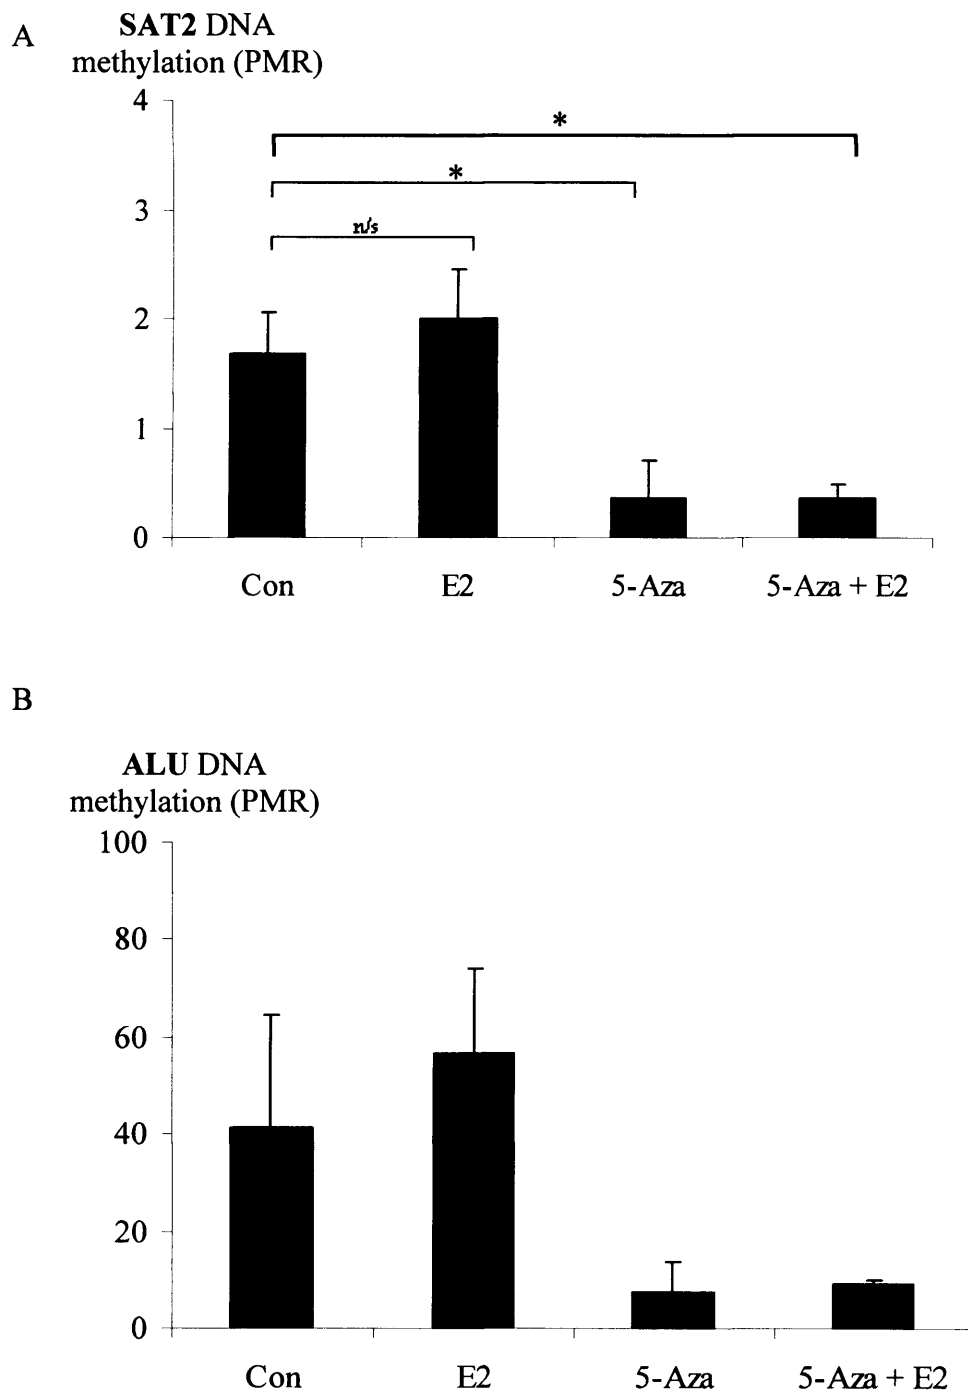 A
SAT2 DNA
methylation (PMR)
4
3
2
1
0
*
*
n/s
Con E2 5-Aza 5-Aza + E2
B
ALU DNA
methylation (PMR)
100
80
60
40
20
0
Con E2 5-Aza 5-Aza + E2